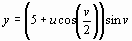 y = (5 + u cos(v/2)) sin v